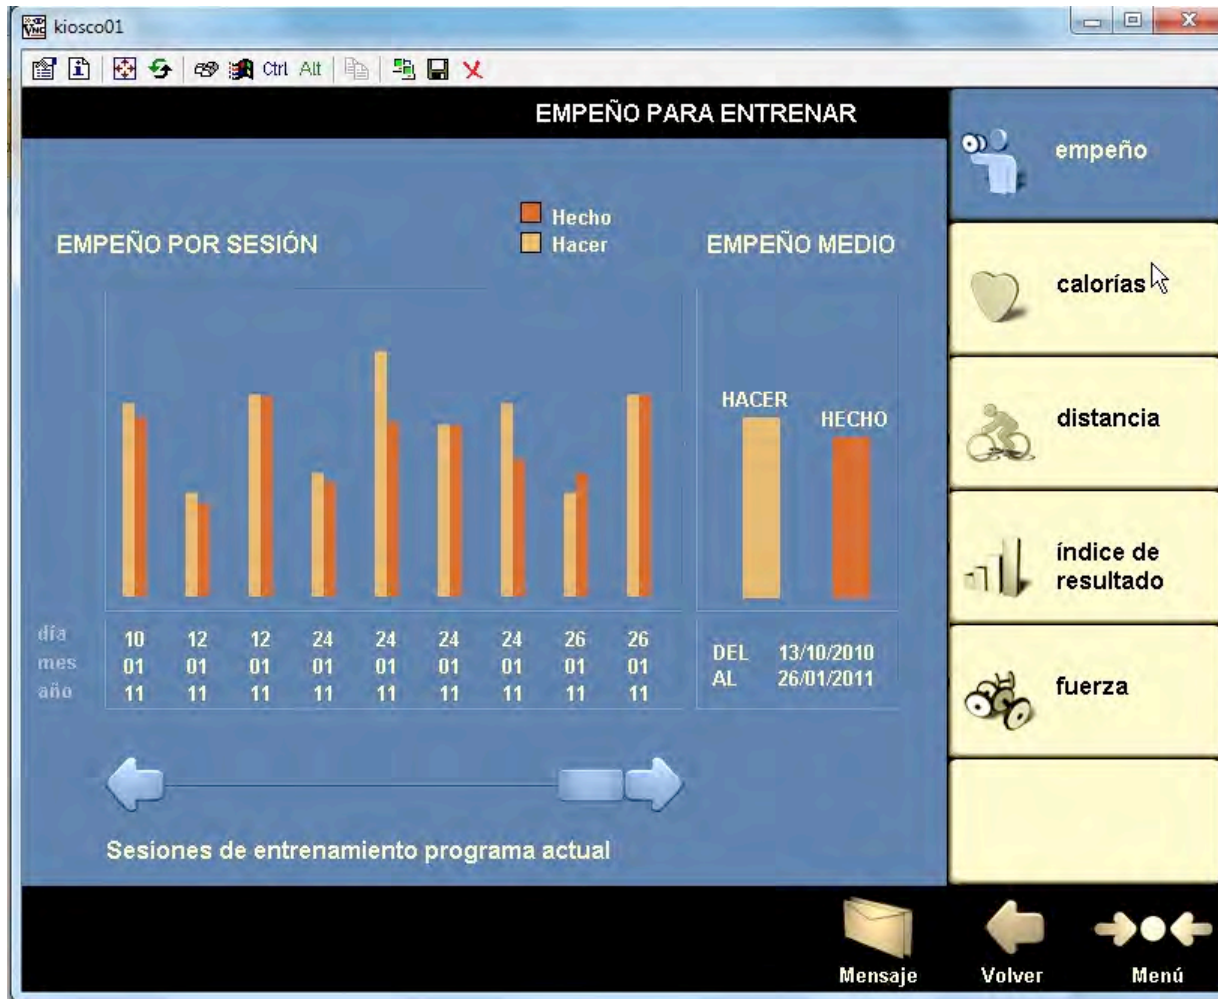 kiosco01
Ctrl Alt
EMPEÑO PARA ENTRENAR
empeño
Hecho
Hacer
EMPEÑO POR SESIÓN
EMPEÑO MEDIO
calorías
HACER
HECHO
distancia
índice de
resultado
día 10 12 12 24 24 24 24 26 26
mes 01 01 01 01 01 01 01 01 01
año 11 11 11 11 11 11 11 11 11
DEL 13/10/2010
AL 26/01/2011
fuerza
Sesiones de entrenamiento programa actual
Mensaje
Volver
Menú